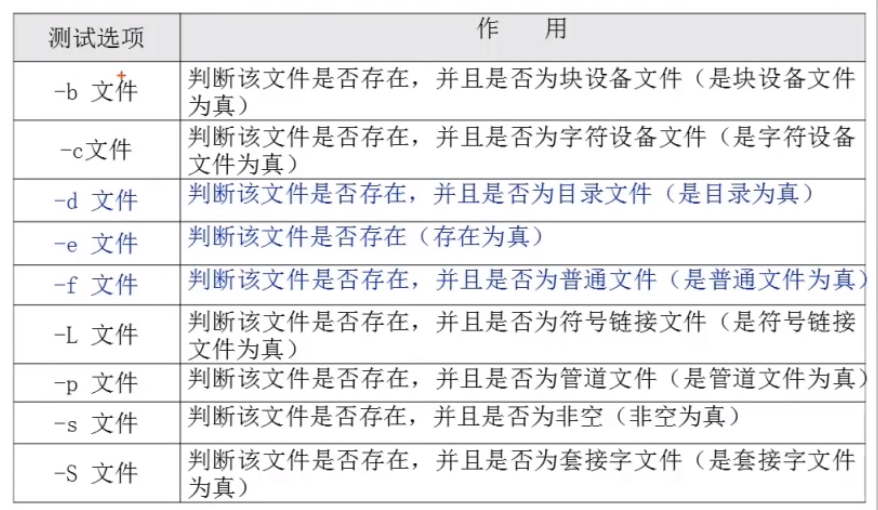 测试选项 作 用
-b 文件 判断该文件是否存在，并且是否为块设备文件（是块设备文件
为真）
-c文件 判断该文件是否存在，并且是否为字符设备文件（是字符设备
文件为真）
-d 文件 判断该文件是否存在，并且是否为目录文件（是目录为真）
-e 文件 判断该文件是否存在（存在为真）
-f 文件 判断该文件是否存在，并且是否为普通文件（是普通文件为真）
-L 文件 判断该文件是否存在，并且是否为符号链接文件（是符号链接
文件为真）
-p 文件 判断该文件是否存在，并且是否为管道文件（是管道文件为真）
-s 文件 判断该文件是否存在，并且是否为非空（非空为真）
-S 文件 判断该文件是否存在，并且是否为套接字文件（是套接字文件
为真）